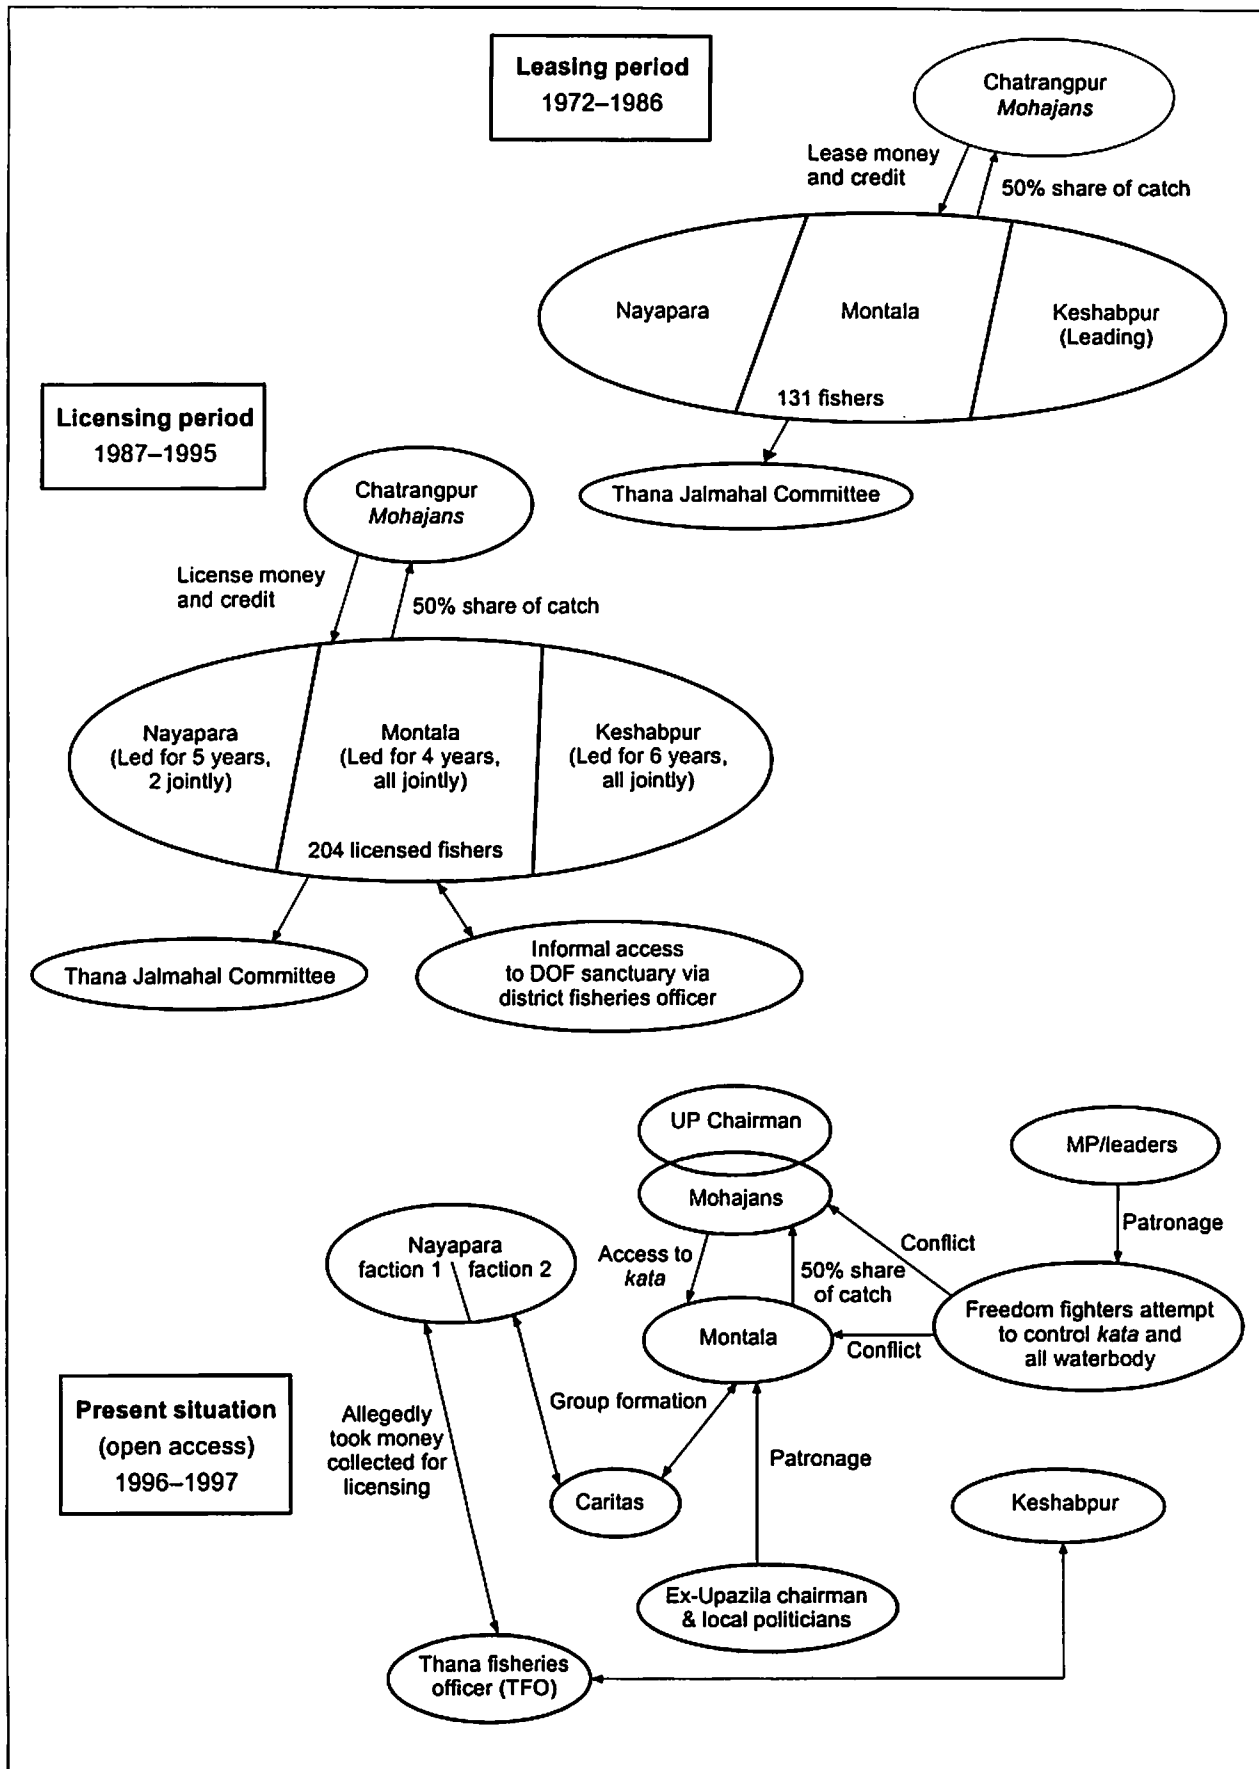 Leasing period
1972–1986
Chatrangpur
Mohajans
Lease money
and credit
50% share of catch
Nayapara
Montala
Keshabpur
(Leading)
131 fishers
Thana Jalmahal Committee
Licensing period
1987–1995
Chatrangpur
Mohajans
License money
and credit
50% share of catch
Nayapara
(Led for 5 years,
2 jointly)
Montala
(Led for 4 years,
all jointly)
Keshabpur
(Led for 6 years,
all jointly)
204 licensed fishers
Thana Jalmahal Committee
Informal access
to DOF sanctuary via
district fisheries officer
UP Chairman
Mohajans
MP/leaders
Patronage
Conflict
Nayapara
faction 1
faction 2
Access to
kata
50% share
of catch
Freedom fighters attempt
to control kata and
all waterbody
Montala
Conflict
Present situation
(open access)
1996–1997
Allegedly
took money
collected for
licensing
Group formation
Patronage
Caritas
Keshabpur
Ex-Upazila chairman
& local politicians
Thana fisheries
officer (TFO)